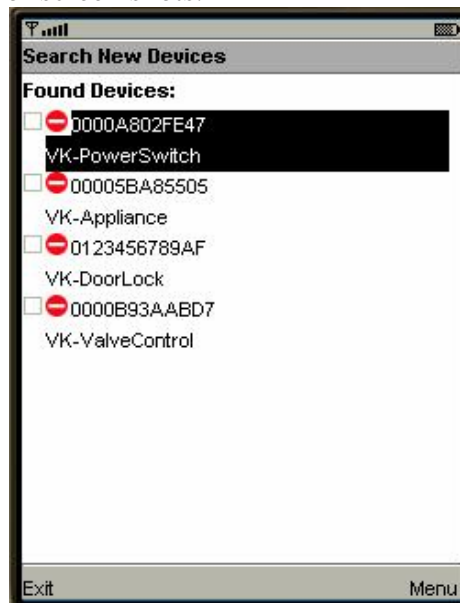 Search New Devices
Found Devices:
0000A802FE47
VK-PowerSwitch
00005BA85505
VK-Appliance
0123456789AF
VK-DoorLock
0000B93AABD7
VK-ValveControl
Exit Menu